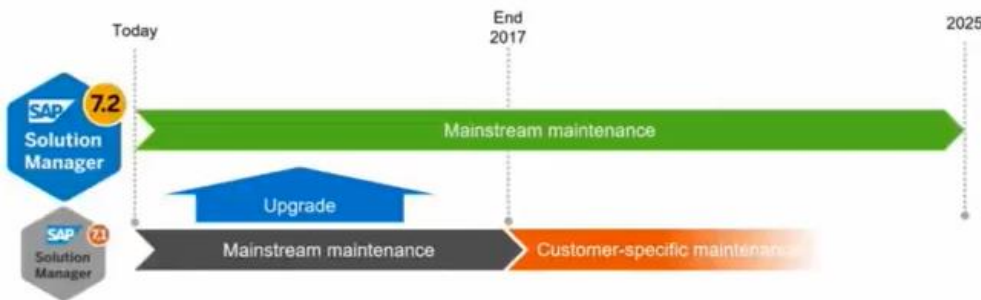 Today
End
2017
2025
SAP 7.2
Solution
Manager
Mainstream maintenance
Upgrade
SAP 7.1
Solution
Manager
Mainstream maintenance
Customer-specific maintenance